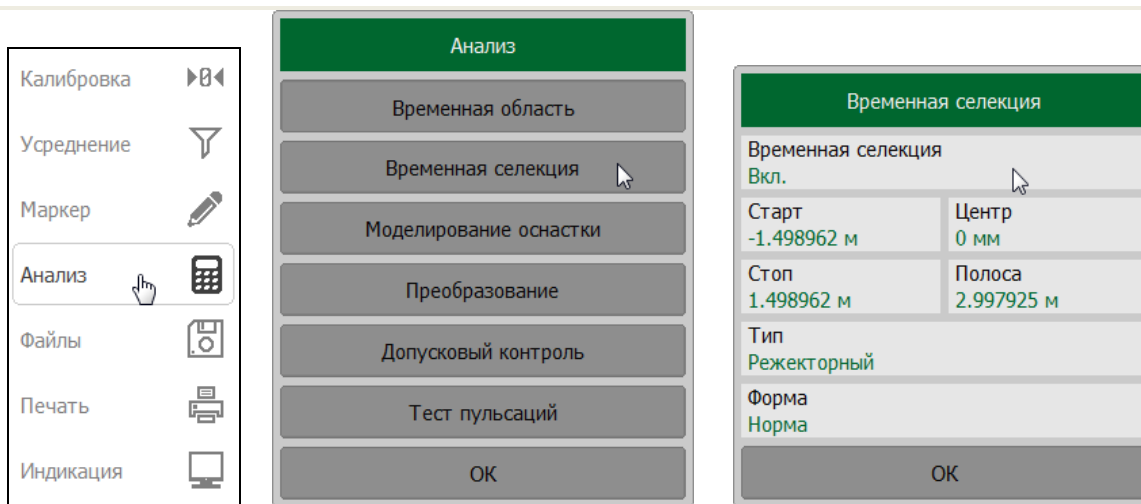 Калибровка
Усреднение
Маркер
Анализ
Файлы
Печать
Индикация
Анализ
Временная область
Временная селекция
Моделирование оснастки
Преобразование
Допусковый контроль
Тест пульсаций
OK
Временная селекция
Временная селекция
Вкл.
Старт
-1.498962 м
Центр
0 мм
Стоп
1.498962 м
Полоса
2.997925 м
Тип
Режекторный
Форма
Норма
OK